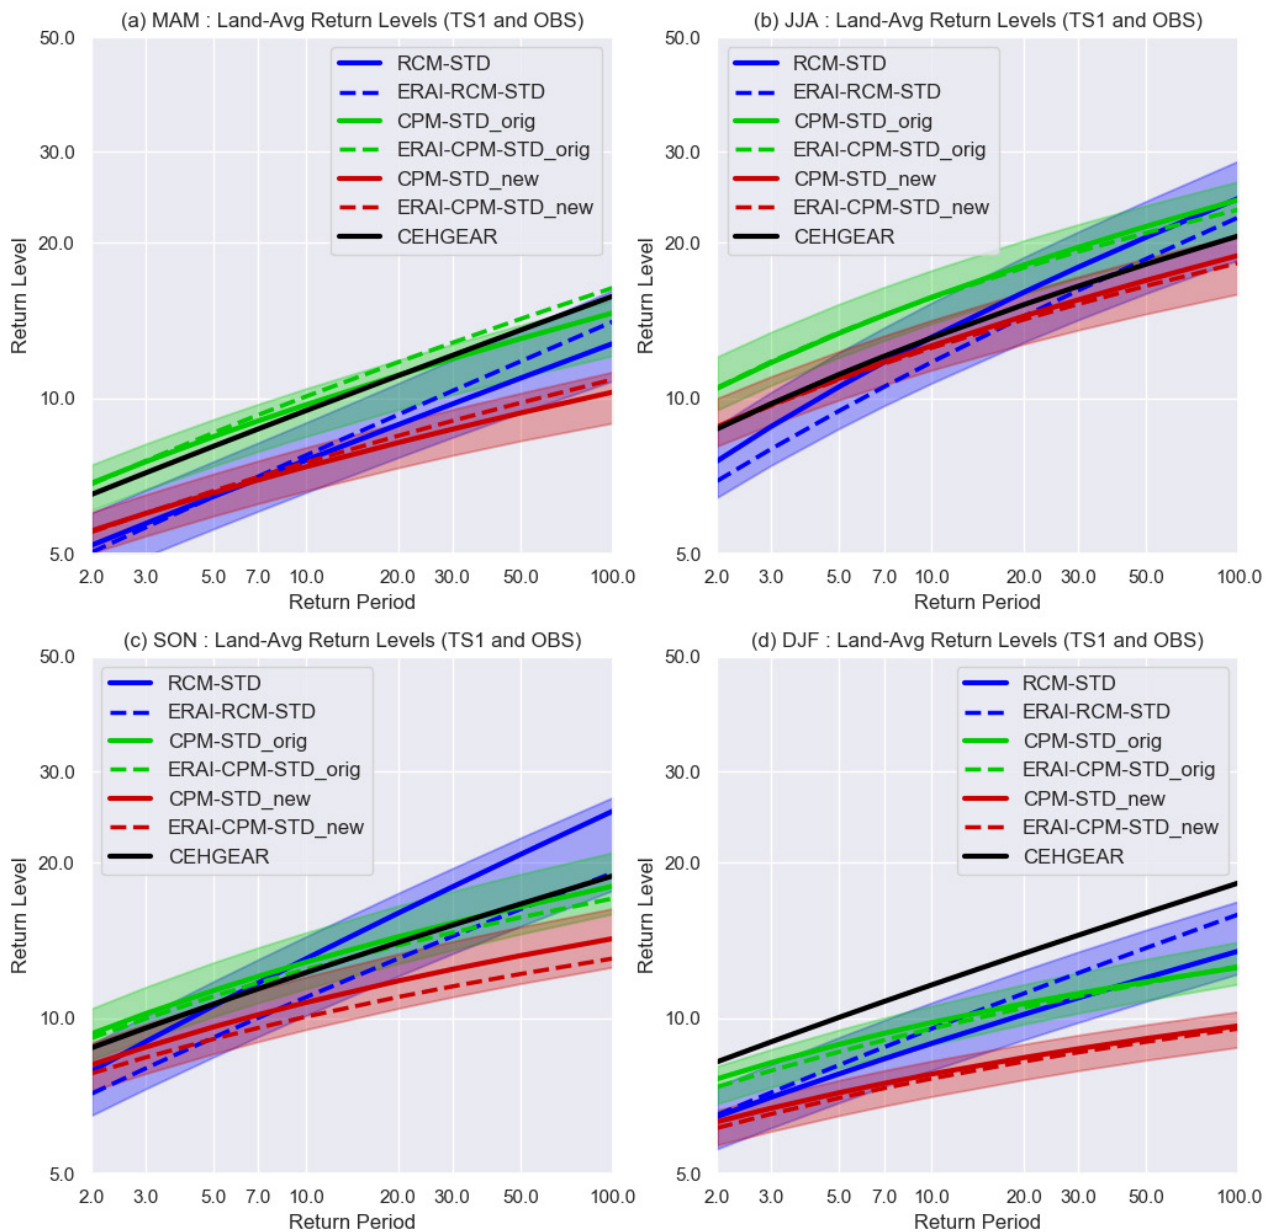 (a) MAM : Land-Avg Return Levels (TS1 and OBS)
50.0
30.0
20.0
10.0
5.0
Return Level
RCM-STD
ERAI-RCM-STD
CPM-STD_orig
ERAI-CPM-STD_orig
CPM-STD_new
ERAI-CPM-STD_new
CEHGEAR
2.0 3.0 5.0 7.0 10.0 20.0 30.0 50.0 100.0
Return Period
(b) JJA : Land-Avg Return Levels (TS1 and OBS)
50.0
30.0
20.0
10.0
5.0
Return Level
RCM-STD
ERAI-RCM-STD
CPM-STD_orig
ERAI-CPM-STD_orig
CPM-STD_new
ERAI-CPM-STD_new
CEHGEAR
2.0 3.0 5.0 7.0 10.0 20.0 30.0 50.0 100.0
Return Period
(c) SON : Land-Avg Return Levels (TS1 and OBS)
50.0
30.0
20.0
10.0
5.0
Return Level
RCM-STD
ERAI-RCM-STD
CPM-STD_orig
ERAI-CPM-STD_orig
CPM-STD_new
ERAI-CPM-STD_new
CEHGEAR
2.0 3.0 5.0 7.0 10.0 20.0 30.0 50.0 100.0
Return Period
(d) DJF : Land-Avg Return Levels (TS1 and OBS)
50.0
30.0
20.0
10.0
5.0
Return Level
RCM-STD
ERAI-RCM-STD
CPM-STD_orig
ERAI-CPM-STD_orig
CPM-STD_new
ERAI-CPM-STD_new
CEHGEAR
2.0 3.0 5.0 7.0 10.0 20.0 30.0 50.0 100.0
Return Period